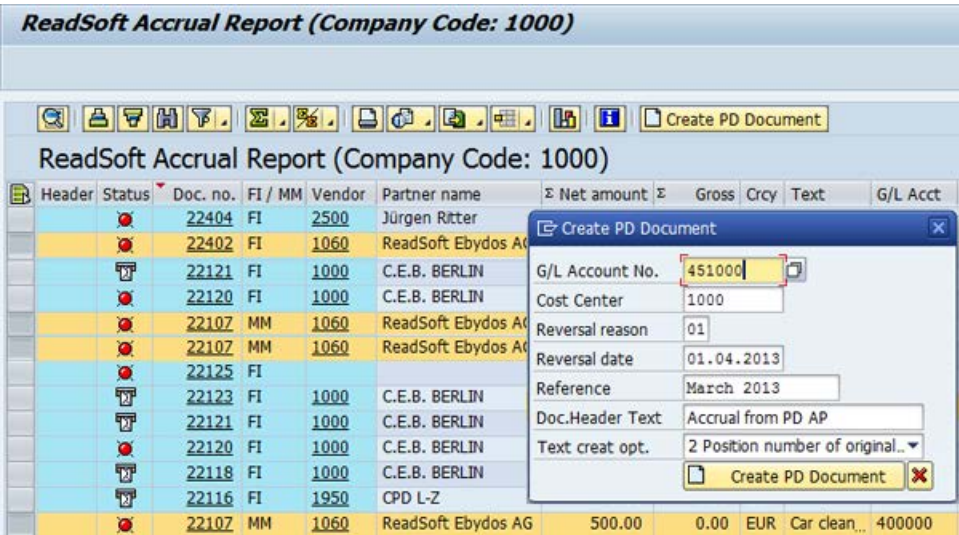 ReadSoft Accrual Report (Company Code: 1000)
Create PD Document
ReadSoft Accrual Report (Company Code: 1000)
Header Status Doc. no. FI / MM Vendor Partner name Σ Net amount Σ Gross Crcy Text G/L Acct
22404 FI 2500 Jürgen Ritter
22402 FI 1060 ReadSoft Ebydos AG
22121 FI 1000 C.E.B. BERLIN
22120 FI 1000 C.E.B. BERLIN
22107 MM 1060 ReadSoft Ebydos
22107 MM 1060 ReadSoft Ebydos
22125 FI
22123 FI 1000 C.E.B. BERLIN
22121 FI 1000 C.E.B. BERLIN
22120 FI 1000 C.E.B. BERLIN
22118 FI 1000 C.E.B. BERLIN
22116 FI 1950 CPD L-Z
22107 MM 1060 ReadSoft Ebydos AG 500.00 0.00 EUR Car clean... 400000
Create PD Document
G/L Account No. 451000
Cost Center 1000
Reversal reason 01
Reversal date 01.04.2013
Reference March 2013
Doc.Header Text Accrual from PD AP
Text creat opt. 2 Position number of original..
Create PD Document